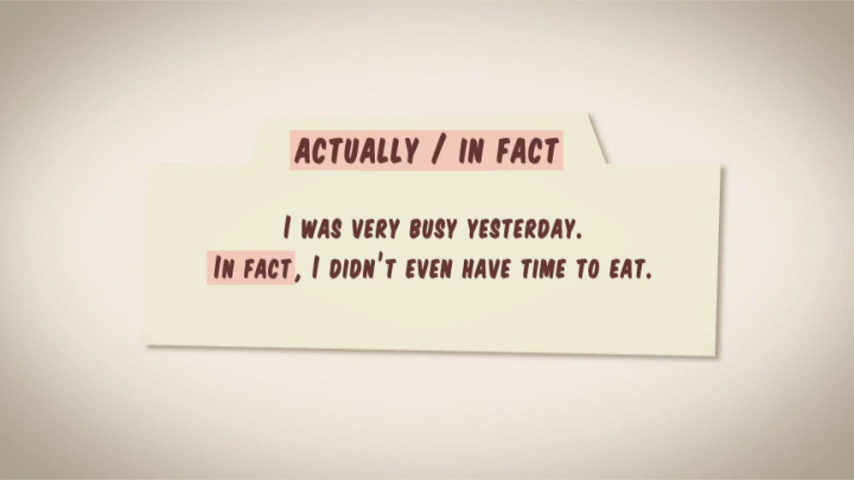 ACTUALLY / IN FACT
I WAS VERY BUSY YESTERDAY.
IN FACT, I DIDN'T EVEN HAVE TIME TO EAT.